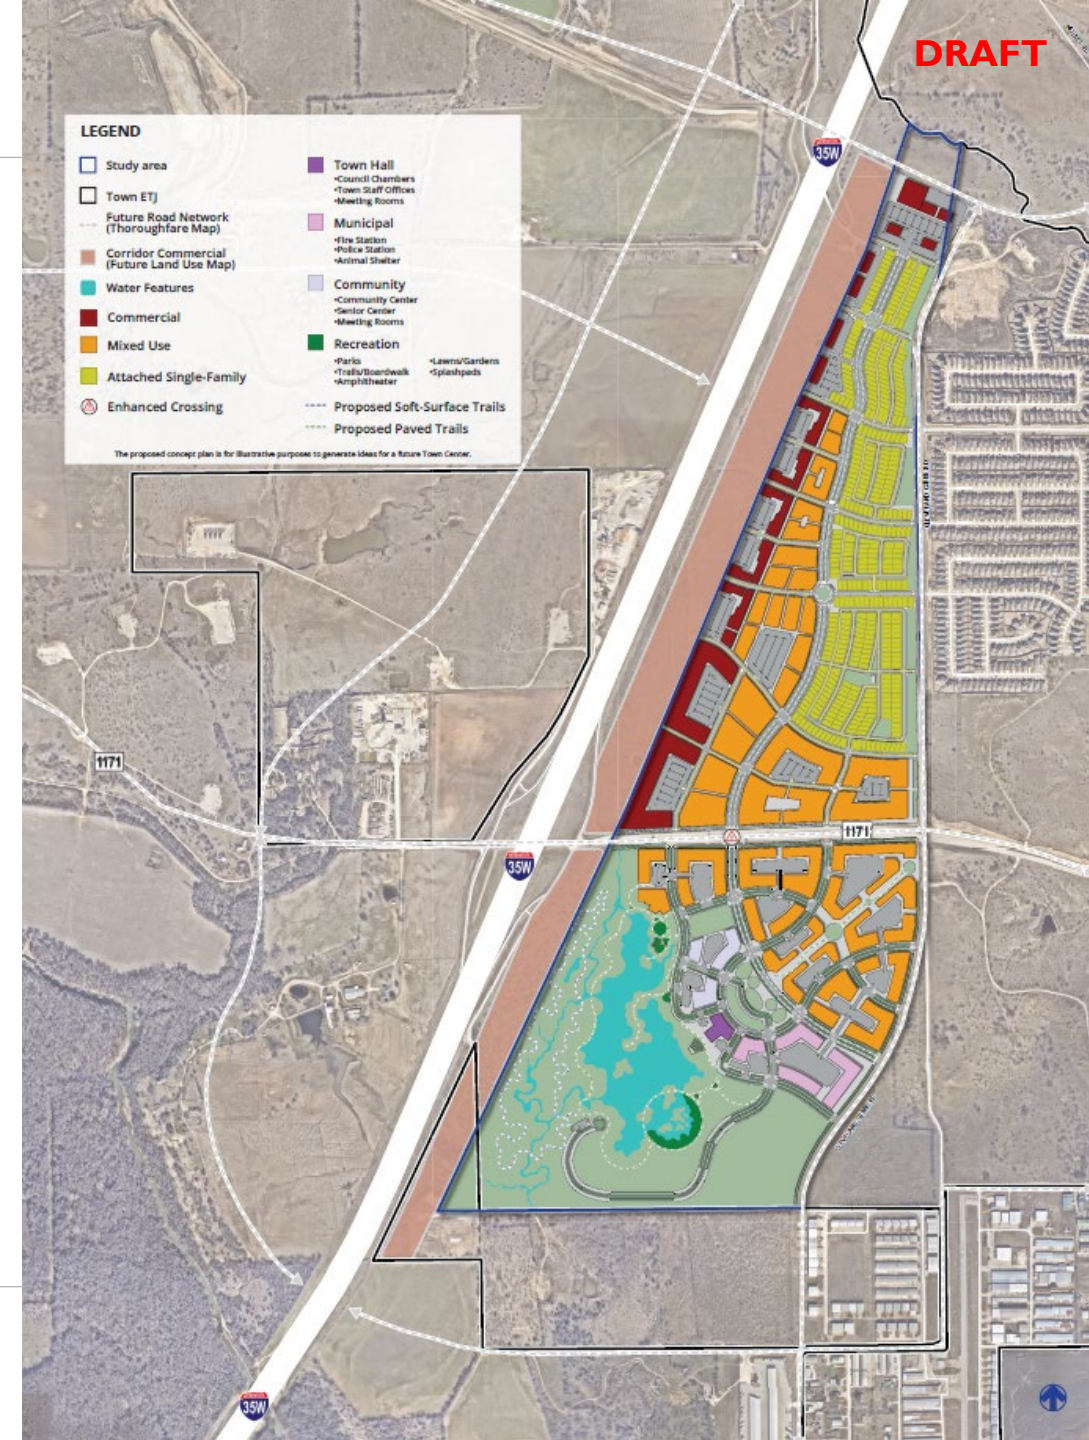 DRAFT
35W
LEGEND
Study area
Town ETJ
Future Road Network
(Thoroughfare Map)
Corridor Commercial
(Future Land Use Map)
Water Features
Commercial
Mixed Use
Attached Single-Family
Enhanced Crossing
Town Hall
•Council Chambers
•Town Staff Offices
•Meeting Rooms
Municipal
•Fire Station
•Police Station
•Animal Shelter
Community
•Community Center
•Senior Center
•Meeting Rooms
Recreation
•Parks
•Trails/Boardwalk
•Amphitheater
•Lawns/Gardens
•Splashpads
Proposed Soft-Surface Trails
Proposed Paved Trails
The proposed concept plan is for illustrative purposes to generate ideas for a future Town Center.
1171
1171
35W
35W